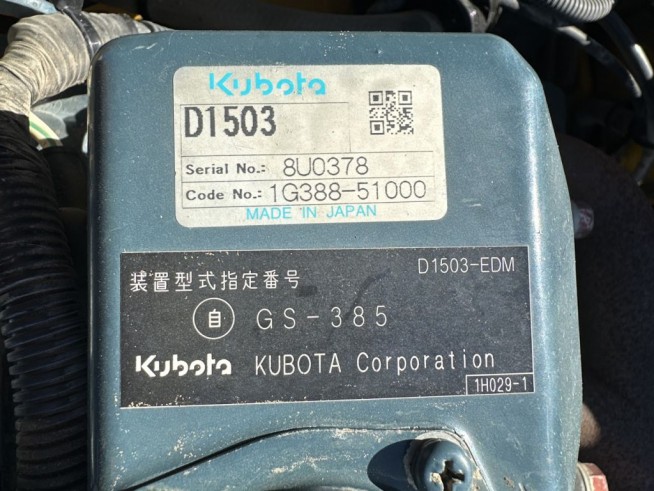 Kubota
D1503
Serial No.: 8U0378
Code No.: 1G388-51000
MADE IN JAPAN
装置型式指定番号
D1503-EDM
自 GS-385
Kubota KUBOTA Corporation
1H029-1